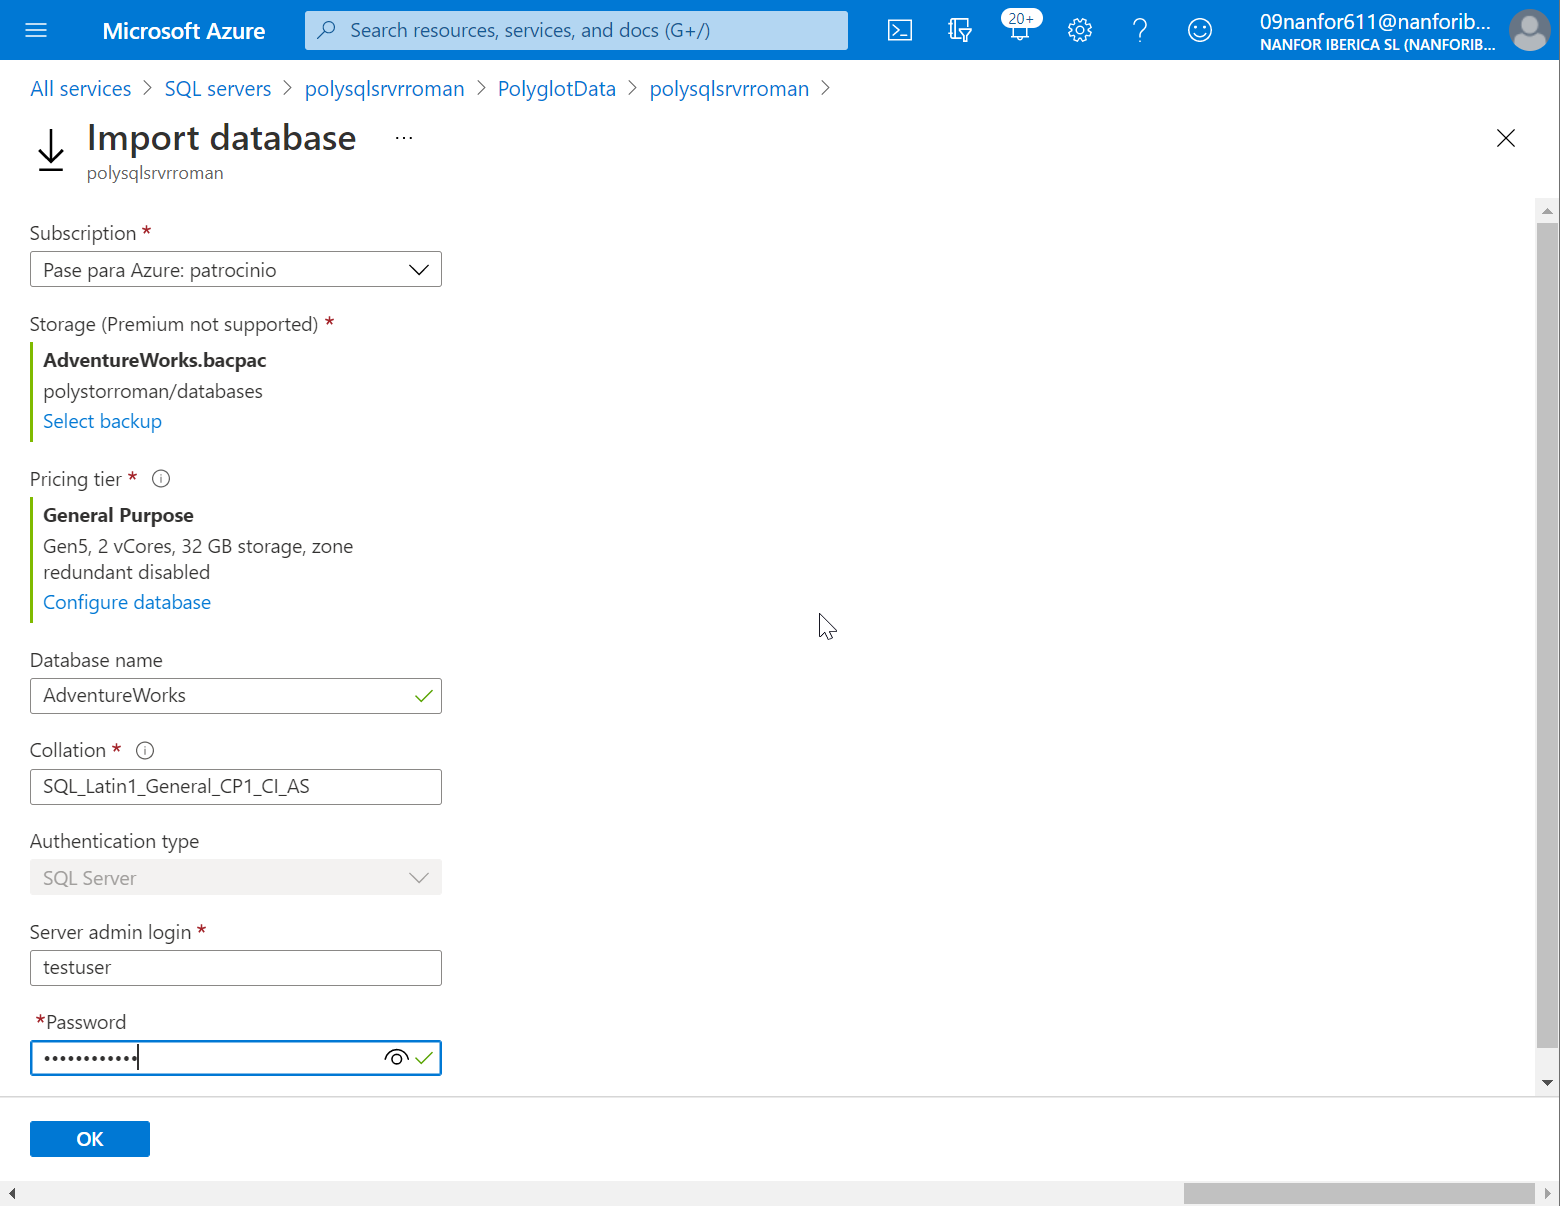 Microsoft Azure
Search resources, services, and docs (G+/)
20+
09nanfor611@nanforib...
NANFOR IBERICA SL (NANFORIB...
All services > SQL servers > polysqlsrvrroman > PolyglotData > polysqlsrvrroman >
Import database ...
polysqlsrvrroman
Subscription *
Pase para Azure: patrocinio
Storage (Premium not supported) *
AdventureWorks.bacpac
polystorroman/databases
Select backup
Pricing tier *
General Purpose
Gen5, 2 vCores, 32 GB storage, zone
redundant disabled
Configure database
Database name
AdventureWorks
Collation *
SQL_Latin1_General_CP1_CI_AS
Authentication type
SQL Server
Server admin login *
testuser
*Password
••••••••••••
OK